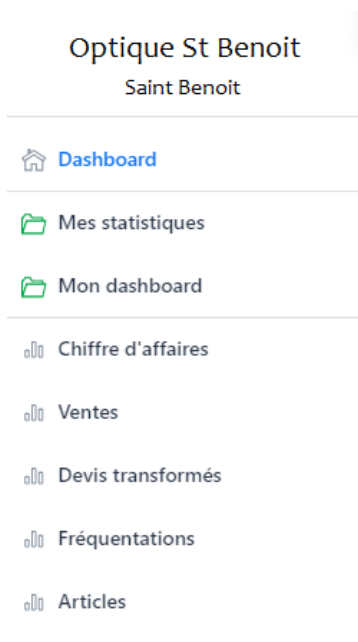 Optique St Benoit
Saint Benoit
Dashboard
Mes statistiques
Mon dashboard
Chiffre d'affaires
Ventes
Devis transformés
Fréquentations
Articles